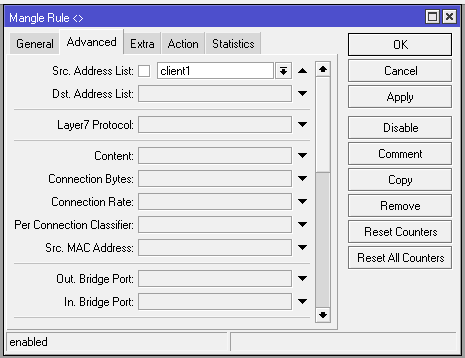 Mangle Rule <>
General Advanced Extra Action Statistics
Src. Address List: client1
Dst. Address List:
Layer7 Protocol:
Content:
Connection Bytes:
Connection Rate:
Per Connection Classifier:
Src. MAC Address:
Out. Bridge Port:
In. Bridge Port:
OK
Cancel
Apply
Disable
Comment
Copy
Remove
Reset Counters
Reset All Counters
enabled